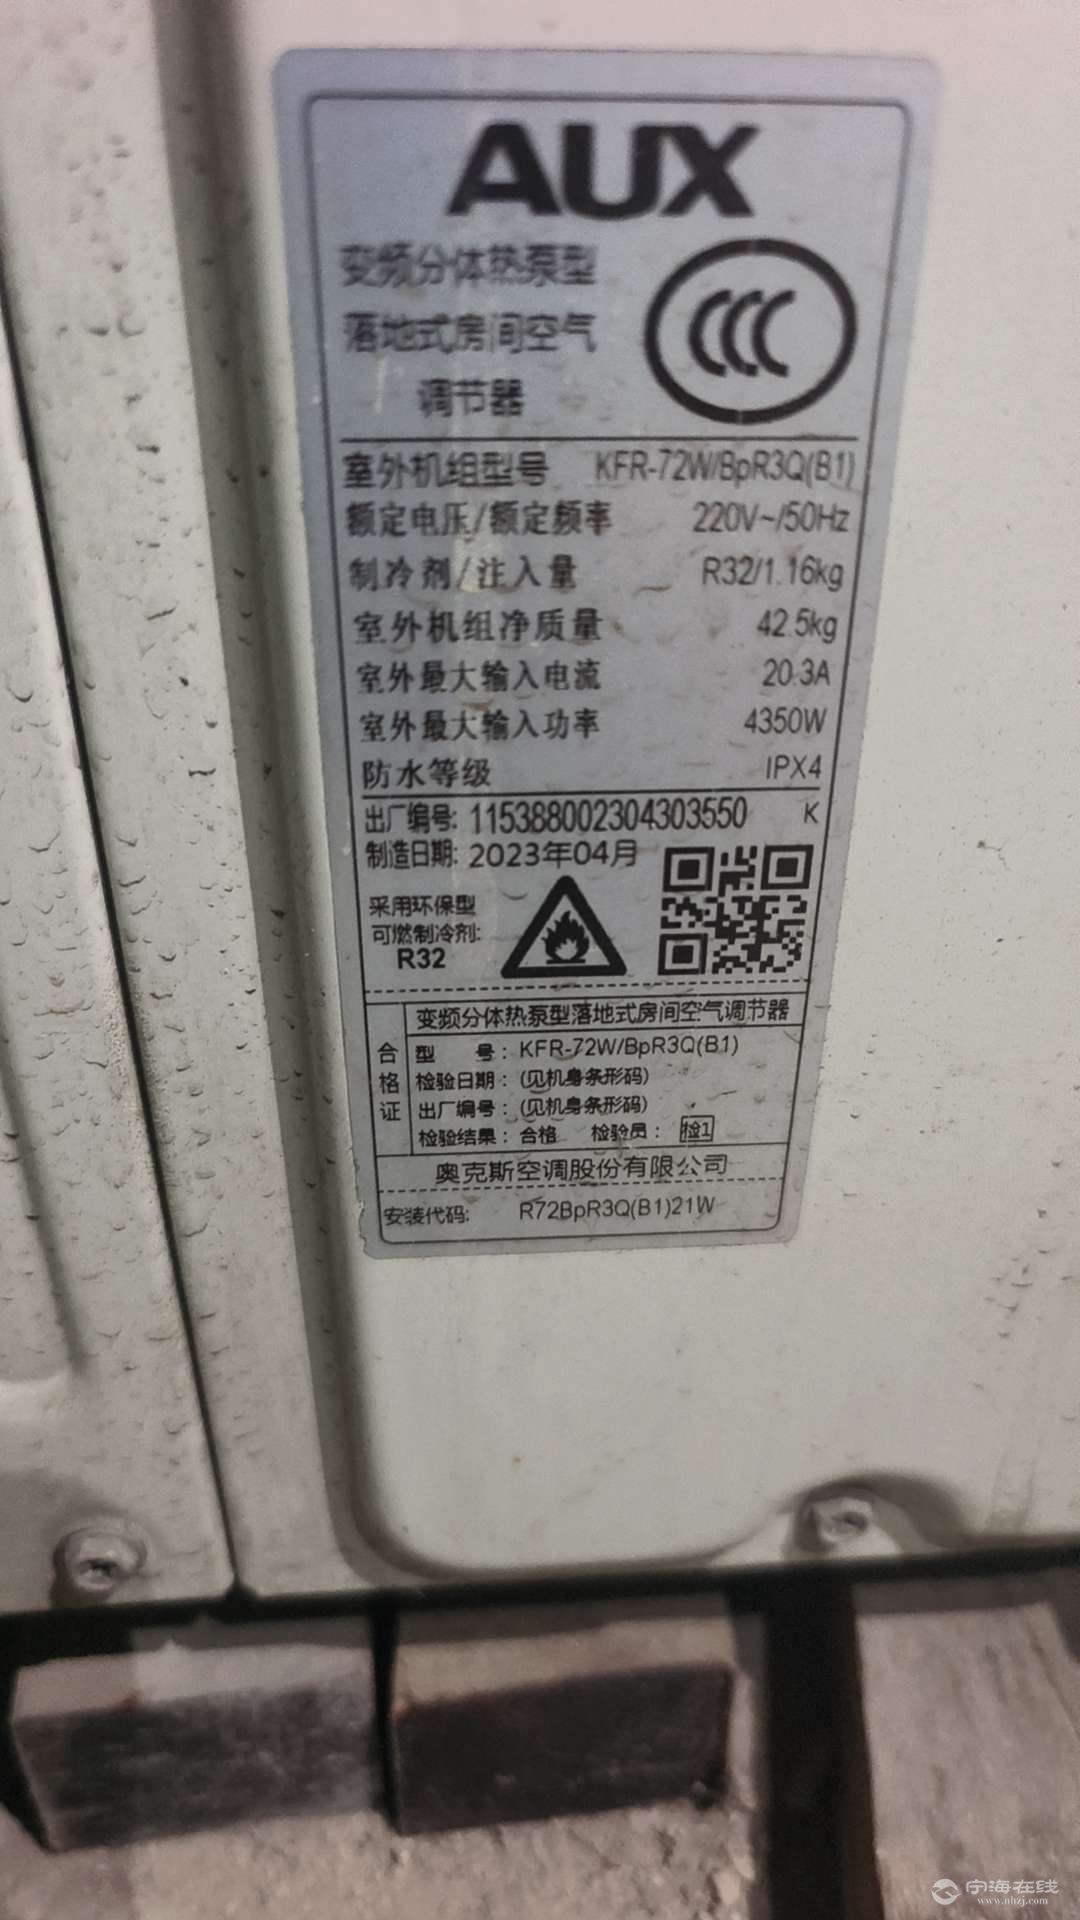 AUX
变频分体热泵型
落地式房间空气
调节器
室外机组型号 KFR-72W/BpR3Q(B1)
额定电压/额定频率 220V~/50Hz
制冷剂/注入量 R32/1.16kg
室外机组净质量 42.5kg
室外最大输入电流 20.3A
室外最大输入功率 4350W
防水等级 IPX4
出厂编号: 115388002304303550 K
制造日期: 2023年04月
采用环保型
可燃制冷剂:
R32
合格证
变频分体热泵型落地式房间空气调节器
型 号: KFR-72W/BpR3Q(B1)
检验日期: (见机身条形码)
出厂编号: (见机身条形码)
检验结果: 合格 检验员: 检1
奥克斯空调股份有限公司
安装代码: R72BpR3Q(B1)21W
宁海在线
www.nhzj.com